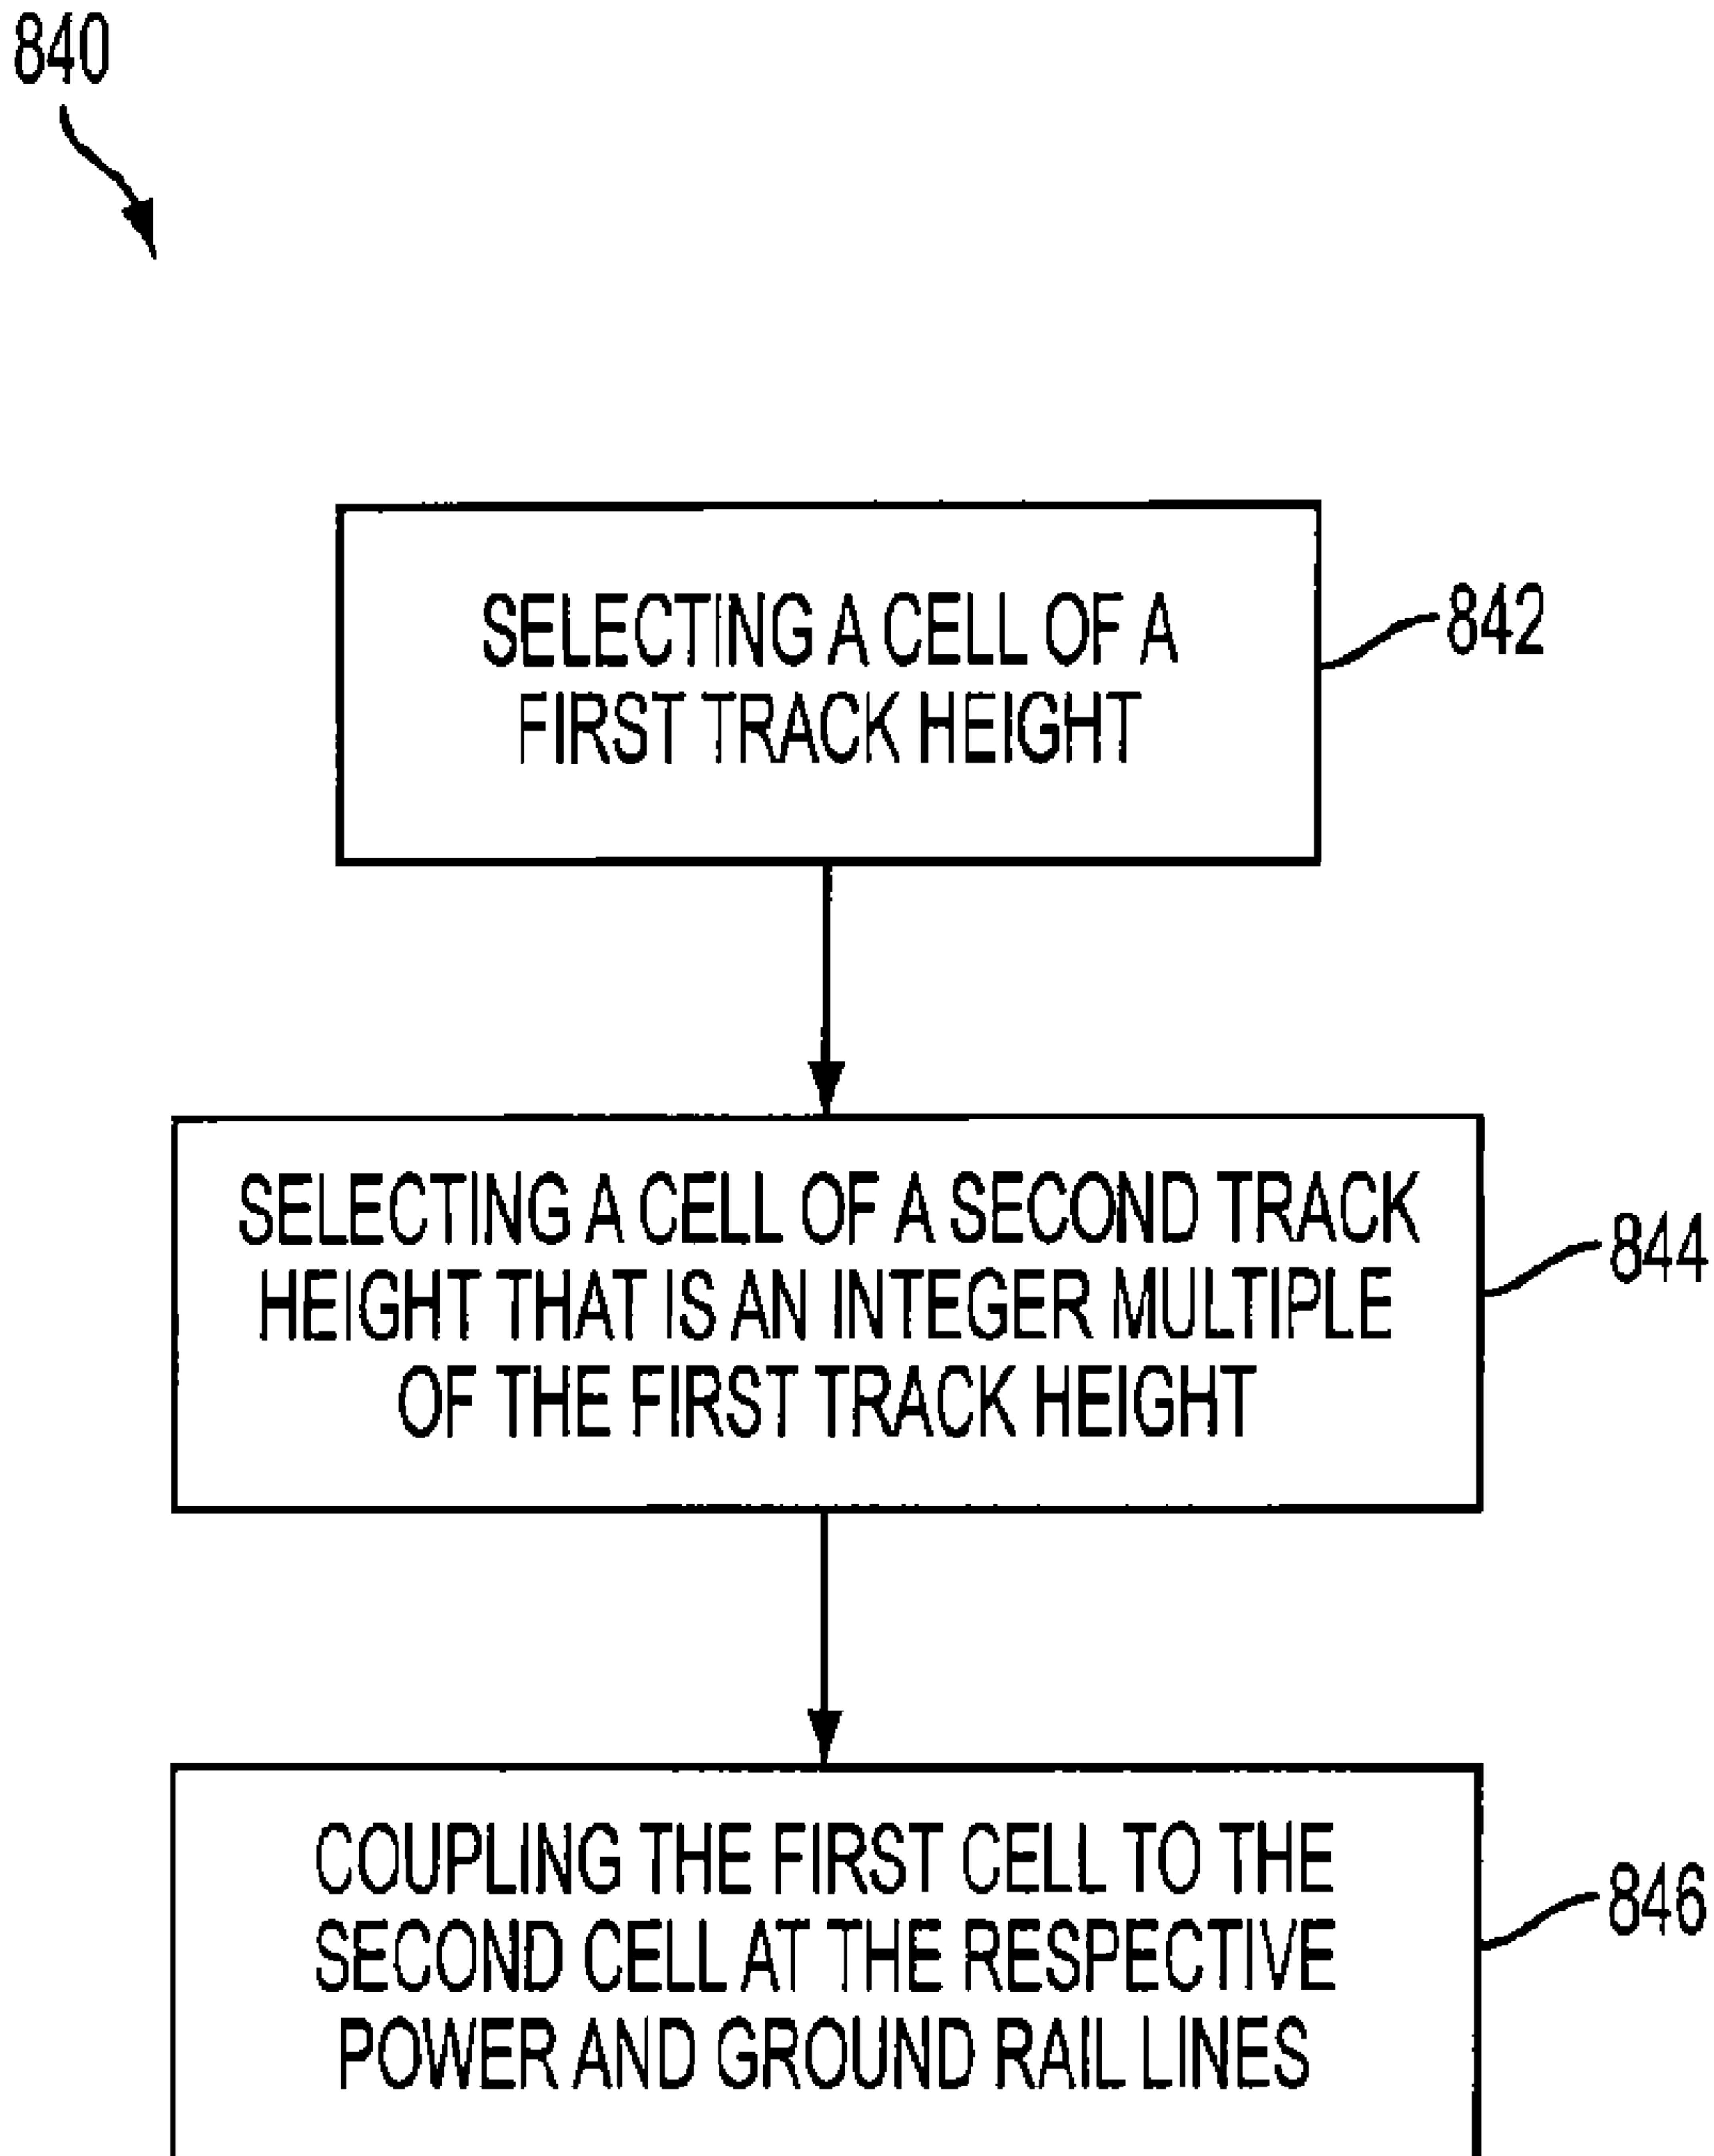 840
SELECTING A CELL OF A
FIRST TRACK HEIGHT
842
SELECTING A CELL OF A SECOND TRACK
HEIGHT THAT IS AN INTEGER MULTIPLE
OF THE FIRST TRACK HEIGHT
844
COUPLING THE FIRST CELL TO THE
SECOND CELL AT THE RESPECTIVE
POWER AND GROUND RAIL LINES
846